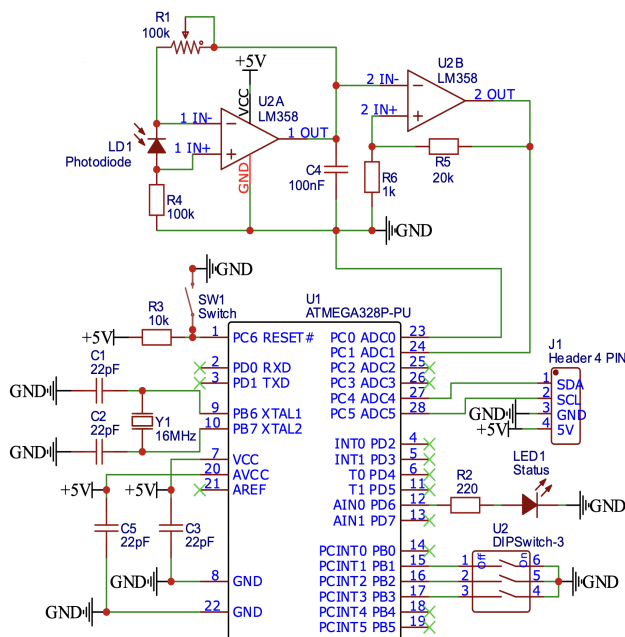 R1
100k
+5V
VCC
U2A
LM358
U2B
LM358
1 IN-
1 IN+
1 OUT
GND
2 IN-
2 IN+
2 OUT
LD1
Photodiode
R4
100k
C4
100nF
R6
1k
R5
20k
GND
GND
SW1
Switch
R3
10k
+5V
U1
ATMEGA328P-PU
1 PC6 RESET#
2 PD0 RXD
3 PD1 TXD
9 PB6 XTAL1
10 PB7 XTAL2
7 VCC
20 AVCC
21 AREF
8 GND
22 GND
PC0 ADC0 23
PC1 ADC1 24
PC2 ADC2 25
PC3 ADC3 26
PC4 ADC4 27
PC5 ADC5 28
INT0 PD2 4
INT1 PD3 5
T0 PD4 6
T1 PD5 11
AIN0 PD6 12
AIN1 PD7 13
PCINT0 PB0 14
PCINT1 PB1 15
PCINT2 PB2 16
PCINT3 PB3 17
PCINT4 PB4 18
PCINT5 PB5 19
C1
22pF
GND
C2
22pF
GND
Y1
16MHz
+5V
+5V
C5
22pF
C3
22pF
GND
GND
J1
Header 4 PIN
1 SDA
2 SCL
GND 3 GND
+5V 4 5V
R2
220
LED1
Status
GND
U2
DIPSwitch-3
Off
On
1 6
2 5
3 4
GND